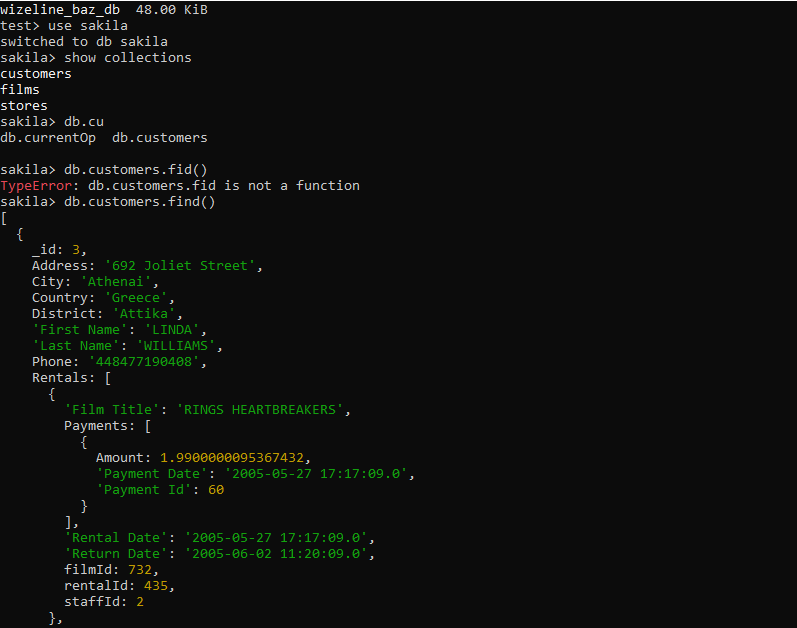 wizeline_baz_db  48.00 KiB
test> use sakila
switched to db sakila
sakila> show collections
customers
films
stores
sakila> db.cu
db.currentOp  db.customers
sakila> db.customers.fid()
TypeError: db.customers.fid is not a function
sakila> db.customers.find()
[
  {
    _id: 3,
    Address: '692 Joliet Street',
    City: 'Athenai',
    Country: 'Greece',
    District: 'Attika',
    'First Name': 'LINDA',
    'Last Name': 'WILLIAMS',
    Phone: '448477190408',
    Rentals: [
      {
        'Film Title': 'RINGS HEARTBREAKERS',
        Payments: [
          {
            Amount: 1.9900000095367432,
            'Payment Date': '2005-05-27 17:17:09.0',
            'Payment Id': 60
          }
        ],
        'Rental Date': '2005-05-27 17:17:09.0',
        'Return Date': '2005-06-02 11:20:09.0',
        filmId: 732,
        rentalId: 435,
        staffId: 2
      },